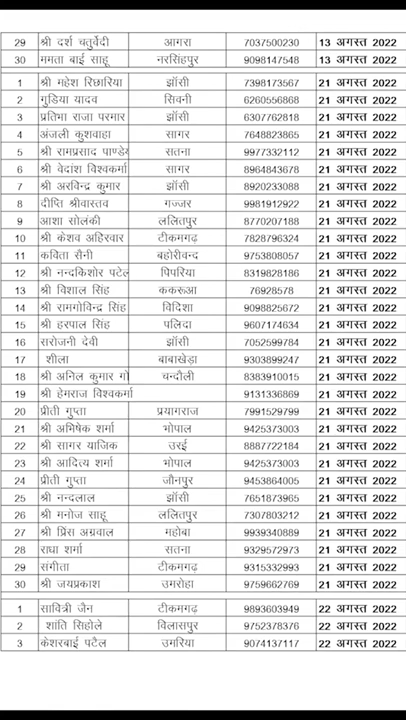 29 श्री दर्श चतुर्वेदी आगरा 7037500230 13 अगस्त 2022
30 ममता बाई साहू नरसिंहपुर 9098147548 13 अगस्त 2022
1 श्री महेश रिछारिया झाँसी 7398173567 21 अगस्त 2022
2 गुडिया यादव सिवनी 6260556868 21 अगस्त 2022
3 प्रतिभा राजा परमार झाँसी 6307762818 21 अगस्त 2022
4 अंजली कुशवाहा सागर 7648823865 21 अगस्त 2022
5 श्री रामप्रसाद पाण्डेय सतना 9977332112 21 अगस्त 2022
6 श्री वेदांश विश्वकर्मा सागर 8964843678 21 अगस्त 2022
7 श्री अरविन्द्र कुमार झाँसी 8920233088 21 अगस्त 2022
8 दीप्ति श्रीवास्तव गज्जर 9981912922 21 अगस्त 2022
9 आशा सोलंकी ललितपुर 8770207188 21 अगस्त 2022
10 श्री केशव अहिरवार टीकमगढ़ 7828796324 21 अगस्त 2022
11 कविता सैनी बहोरीवन्द 9753808057 21 अगस्त 2022
12 श्री नन्दकिशोर पटेल पिपरिया 8319828186 21 अगस्त 2022
13 श्री विशाल सिंह ककरूआ 76928578 21 अगस्त 2022
14 श्री रामगोविन्द्र सिंह विदिशा 9098825672 21 अगस्त 2022
15 श्री हरपाल सिंह पलिदा 9607174634 21 अगस्त 2022
16 सरोजनी देवी झाँसी 7052599784 21 अगस्त 2022
17 शीला बाबाखेड़ा 9303899247 21 अगस्त 2022
18 श्री अनिल कुमार गो चन्दौली 8383910015 21 अगस्त 2022
19 श्री हेमराज विश्वकर्मा 9131336869 21 अगस्त 2022
20 प्रीती गुप्ता प्रयागराज 7991529799 21 अगस्त 2022
21 श्री अभिषेक शर्मा भोपाल 9425373003 21 अगस्त 2022
22 श्री सागर याजिक उरई 8887722184 21 अगस्त 2022
23 श्री आदित्य शर्मा भोपाल 9425373003 21 अगस्त 2022
24 प्रीती गुप्ता जौनपुर 9453864005 21 अगस्त 2022
25 श्री नन्दलाल झाँसी 7651873965 21 अगस्त 2022
26 श्री मनोज साहू ललितपुर 7307803212 21 अगस्त 2022
27 श्री प्रिंस अग्रवाल महोबा 9939340889 21 अगस्त 2022
28 राधा शर्मा सतना 9329572973 21 अगस्त 2022
29 संगीता टीकमगढ़ 9315332993 21 अगस्त 2022
30 श्री जयप्रकाश उमरोहा 9759662769 21 अगस्त 2022
1 सावित्री जैन टीकमगढ़ 9893603949 22 अगस्त 2022
2 शांति सिहोले विलासपुर 9752378376 22 अगस्त 2022
3 केशरबाई पटैल उमरिया 9074137117 22 अगस्त 2022